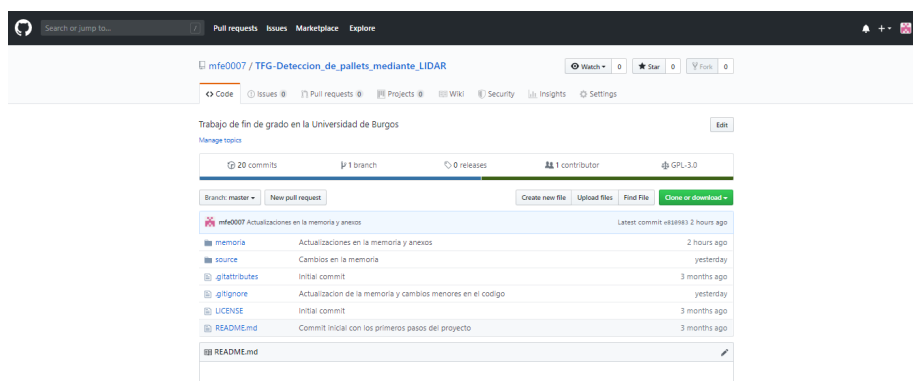 Search or jump to... / Pull requests Issues Marketplace Explore
mfe0007 / TFG-Deteccion_de_pallets_mediante_LIDAR Watch 0 Star 0 Fork 0
Code Issues 0 Pull requests 0 Projects 0 Wiki Security Insights Settings
Trabajo de fin de grado en la Universidad de Burgos Edit
Manage topics
20 commits 1 branch 0 releases 1 contributor GPL-3.0
Branch: master New pull request Create new file Upload files Find File Clone or download
mfe0007 Actualizaciones en la memoria y anexos Latest commit e810983 2 hours ago
memoria Actualizaciones en la memoria y anexos 2 hours ago
source Cambios en la memoria yesterday
.gitattributes Initial commit 3 months ago
.gitignore Actualizacion de la memoria y cambios menores en el codigo yesterday
LICENSE Initial commit 3 months ago
README.md Commit inicial con los primeros pasos del proyecto 3 months ago
README.md